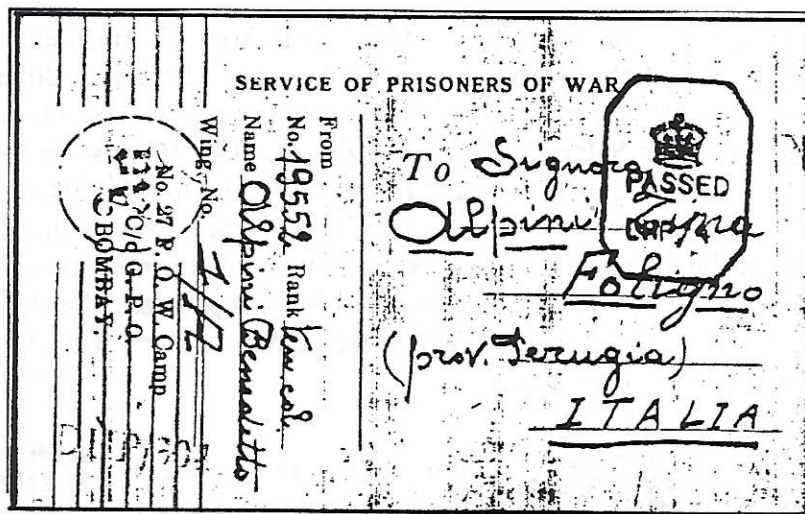 SERVICE OF PRISONERS OF WAR
From
No. 19552 Rank Ten. col.
Name Alpini Benedetto
Wing No. 1/2
No. 27 P. O. W. Camp
C/o G. P. O.
BOMBAY.
To Signora
Alpini
Foligno
(prov. Perugia)
ITALIA
PASSED